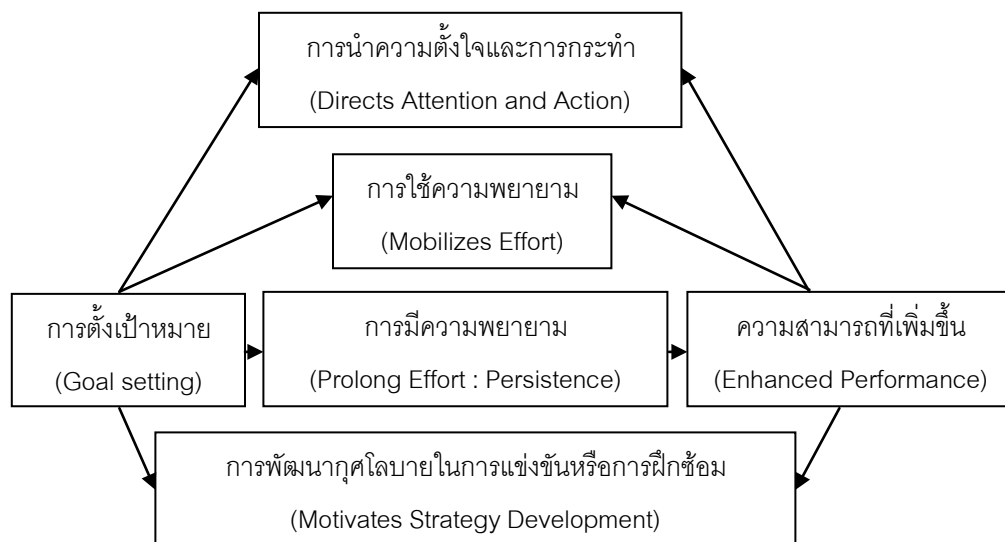 การนำความตั้งใจและการกระทำ
(Directs Attention and Action)
การใช้ความพยายาม
(Mobilizes Effort)
การตั้งเป้าหมาย
(Goal setting)
การมีความพยายาม
(Prolong Effort : Persistence)
ความสามารถที่เพิ่มขึ้น
(Enhanced Performance)
การพัฒนากุศโลบายในการแข่งขันหรือการฝึกซ้อม
(Motivates Strategy Development)